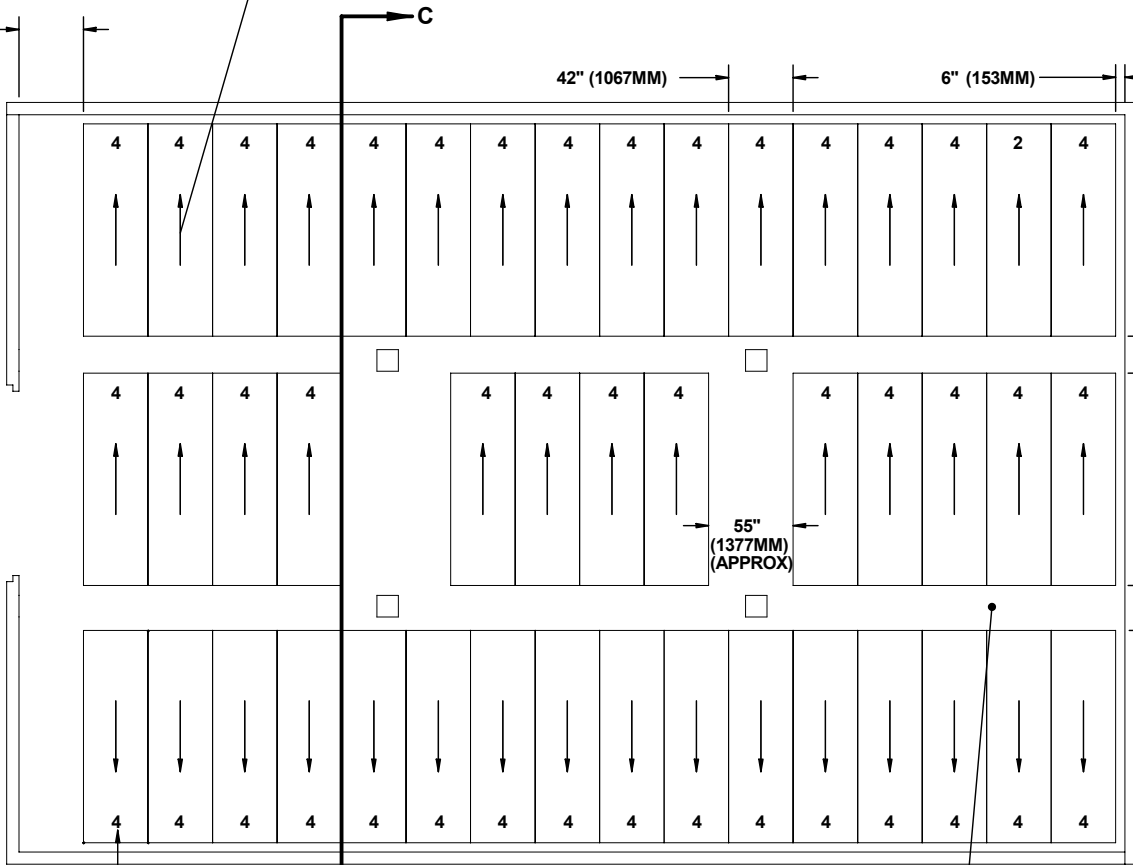 C
42" (1067MM) 6" (153MM)
4 4 4 4 4 4 4 4 4 4 4 4 4 4 2 4
4 4 4 4 4 4 4 4 4 4 4 4 4
55"
(1377MM)
(APPROX)
4 4 4 4 4 4 4 4 4 4 4 4 4 4 4 4